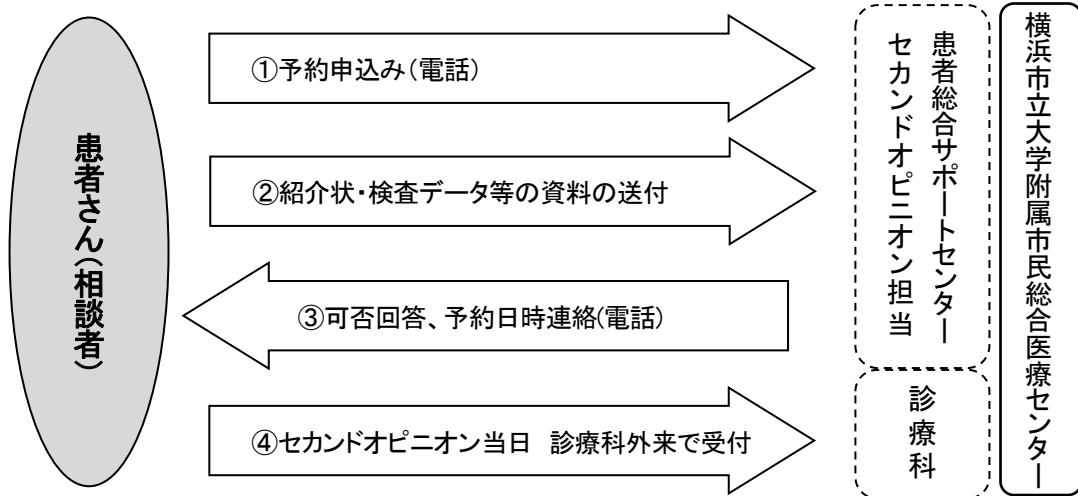 患者さん(相談者)
①予約申込み(電話)
②紹介状・検査データ等の資料の送付
③可否回答、予約日時連絡(電話)
④セカンドオピニオン当日　診療科外来で受付
患者総合サポートセンター
セカンドオピニオン担当
診療科
横浜市立大学附属市民総合医療センター